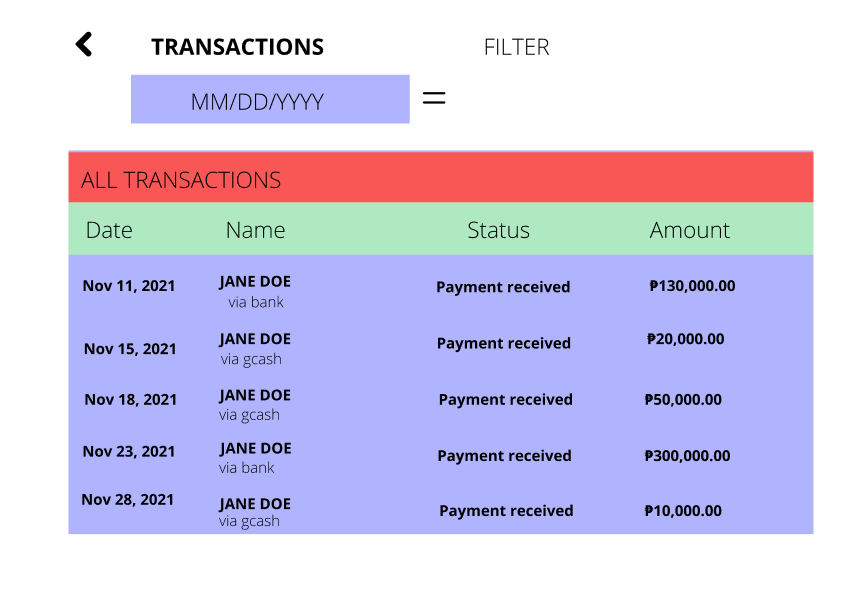 TRANSACTIONS FILTER
MM/DD/YYYY =
ALL TRANSACTIONS
Date Name Status Amount
Nov 11, 2021 JANE DOE Payment received ₱130,000.00
via bank
Nov 15, 2021 JANE DOE Payment received ₱20,000.00
via gcash
Nov 18, 2021 JANE DOE Payment received ₱50,000.00
via gcash
Nov 23, 2021 JANE DOE Payment received ₱300,000.00
via bank
Nov 28, 2021 JANE DOE Payment received ₱10,000.00
via gcash